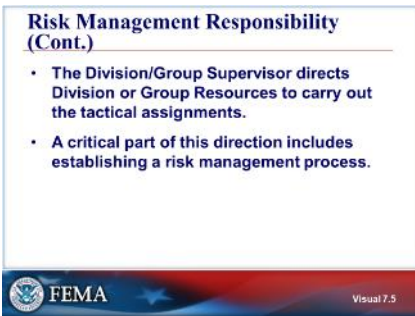 Risk Management Responsibility
(Cont.)
• The Division/Group Supervisor directs
Division or Group Resources to carry out
the tactical assignments.
• A critical part of this direction includes
establishing a risk management process.
FEMA
Visual 7.5